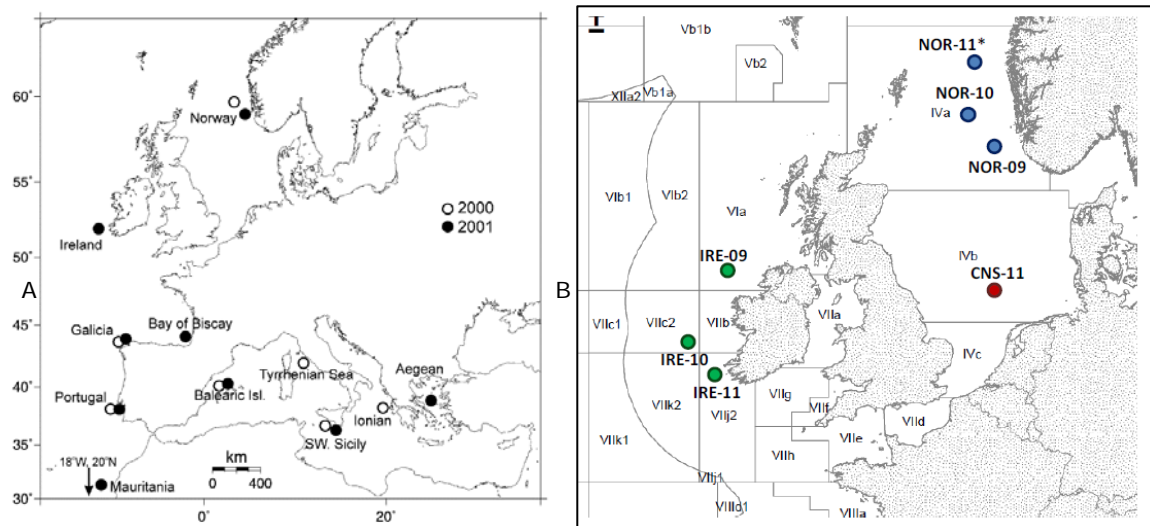 A
60°
55°
50°
45°
40°
35°
30°
0°
20°
Norway
2000
2001
Ireland
Galicia
Bay of Biscay
Tyrrhenian Sea
Aegean
Portugal
Balearic Isl.
Ionian
SW. Sicily
km
0 400
18°W, 20°N
Mauritania
B
Vb1b
NOR-11*
Vb2
XIIa2
Vb1a
NOR-10
IVa
NOR-09
VIb1
VIb2
VIa
IVb
IRE-09
CNS-11
VIIc1
VIIc2
VIIb
VIIa
IRE-10
IVc
IRE-11
VIIk2
VIIj2
VIIg
VIIf
VIId
VIIk1
VIIe
VIIh
VIIj1
VIIIa